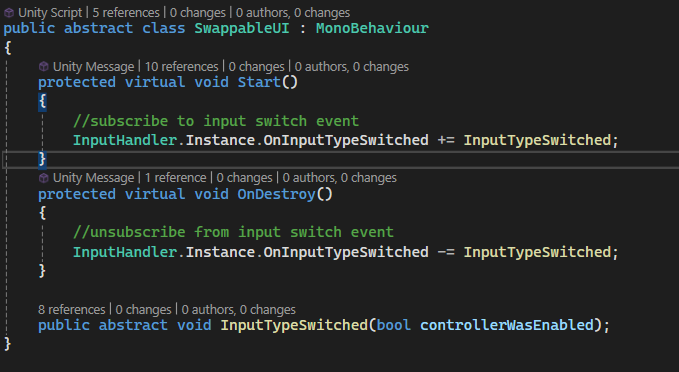 Unity Script | 5 references | 0 changes | 0 authors, 0 changes
public abstract class SwappableUI : MonoBehaviour
{
Unity Message | 10 references | 0 changes | 0 authors, 0 changes
protected virtual void Start()
{
//subscribe to input switch event
InputHandler.Instance.OnInputTypeSwitched += InputTypeSwitched;
}
Unity Message | 1 reference | 0 changes | 0 authors, 0 changes
protected virtual void OnDestroy()
{
//unsubscribe from input switch event
InputHandler.Instance.OnInputTypeSwitched -= InputTypeSwitched;
}
8 references | 0 changes | 0 authors, 0 changes
public abstract void InputTypeSwitched(bool controllerWasEnabled);
}